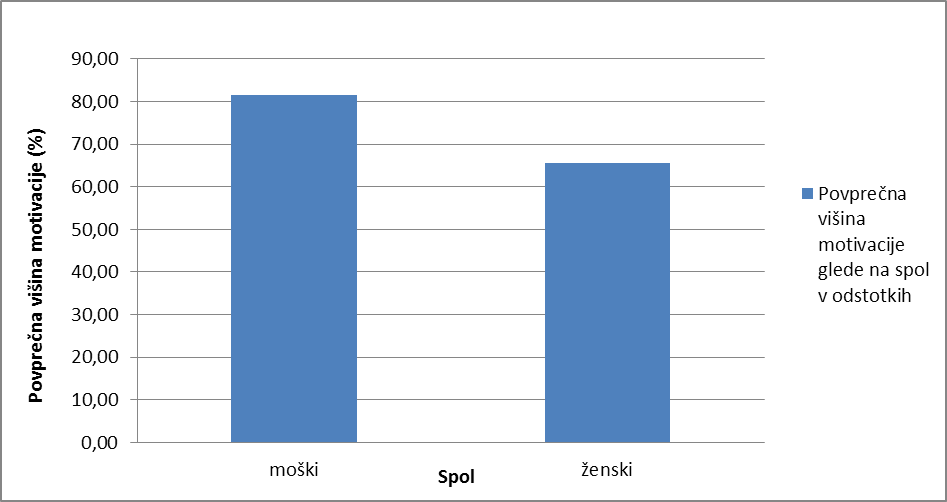 Povprečna višina motivacije (%)
90,00
80,00
70,00
60,00
50,00
40,00
30,00
20,00
10,00
0,00
moški
ženski
Spol
Povprečna
višina
motivacije
glede na spol
v odstotkih